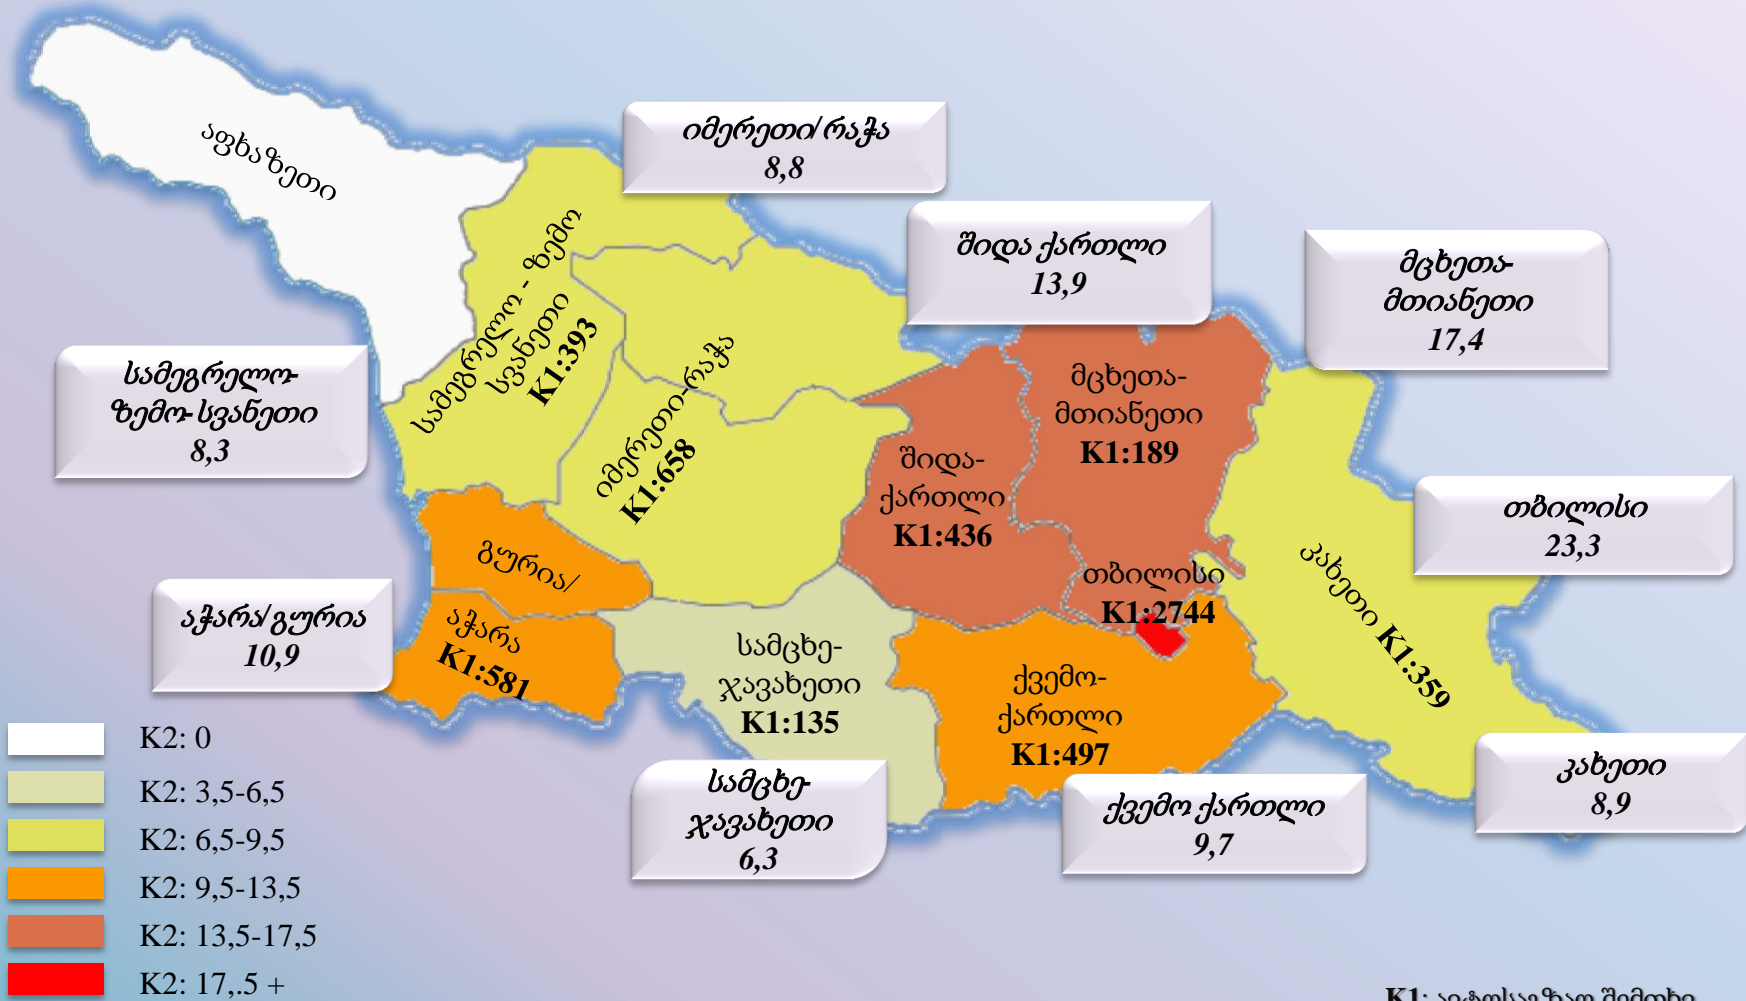 აფხაზეთი
იმერეთი/რაჭა
8,8
შიდა ქართლი
13,9
მცხეთა-
მთიანეთი
17,4
სამეგრელო-
ზემო-სვანეთი
8,3
სამეგრელო - ზემო
სვანეთი
K1:393
იმერეთი-რაჭა
K1:658
შიდა-
ქართლი
K1:436
მცხეთა-
მთიანეთი
K1:189
თბილისი
23,3
გურია/
აჭარა
K1:581
აჭარა/გურია
10,9
თბილისი
K1:2744
კახეთი K1:359
სამცხე-
ჯავახეთი
K1:135
ქვემო-
ქართლი
K1:497
სამცხე-
ჯავახეთი
6,3
ქვემო ქართლი
9,7
კახეთი
8,9
K2: 0
K2: 3,5-6,5
K2: 6,5-9,5
K2: 9,5-13,5
K2: 13,5-17,5
K2: 17,.5 +
K1: